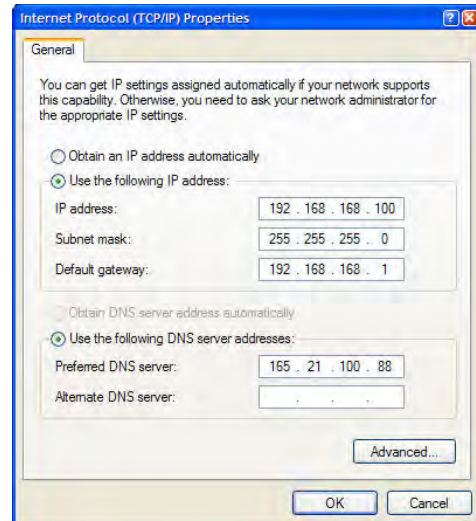 Internet Protocol (TCP/IP) Properties
General
You can get IP settings assigned automatically if your network supports
this capability. Otherwise, you need to ask your network administrator for
the appropriate IP settings.
Obtain an IP address automatically
Use the following IP address:
IP address: 192 . 168 . 168 . 100
Subnet mask: 255 . 255 . 255 . 0
Default gateway: 192 . 168 . 168 . 1
Obtain DNS server address automatically
Use the following DNS server addresses:
Preferred DNS server: 165 . 21 . 100 . 88
Alternate DNS server: . . .
Advanced...
OK Cancel